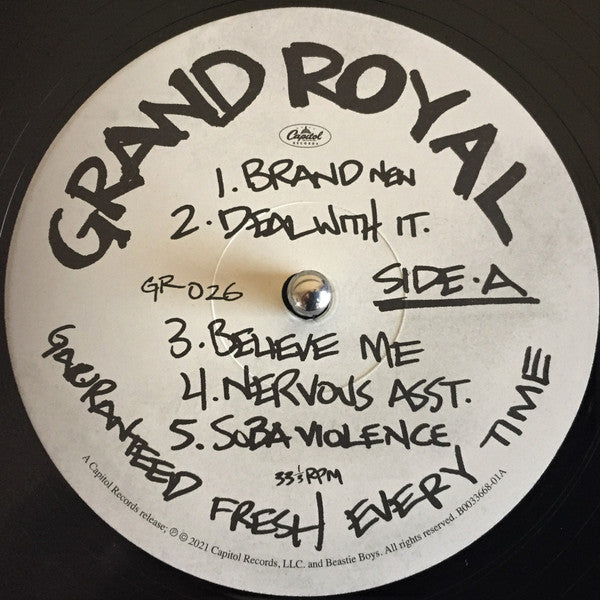 GRAND ROYAL
Capitol
RECORDS
1. BRAND NEW
2. DEAL WITH IT.
GR-026
SIDE·A
3. BELIEVE ME
4. NERVOUS ASST.
5. SOBA VIOLENCE
33⅓ RPM
GAURANTEED FRESH EVERY TIME
A Capitol Records release; ℗ © 2021 Capitol Records, LLC. and Beastie Boys. All rights reserved. B0033668-01A